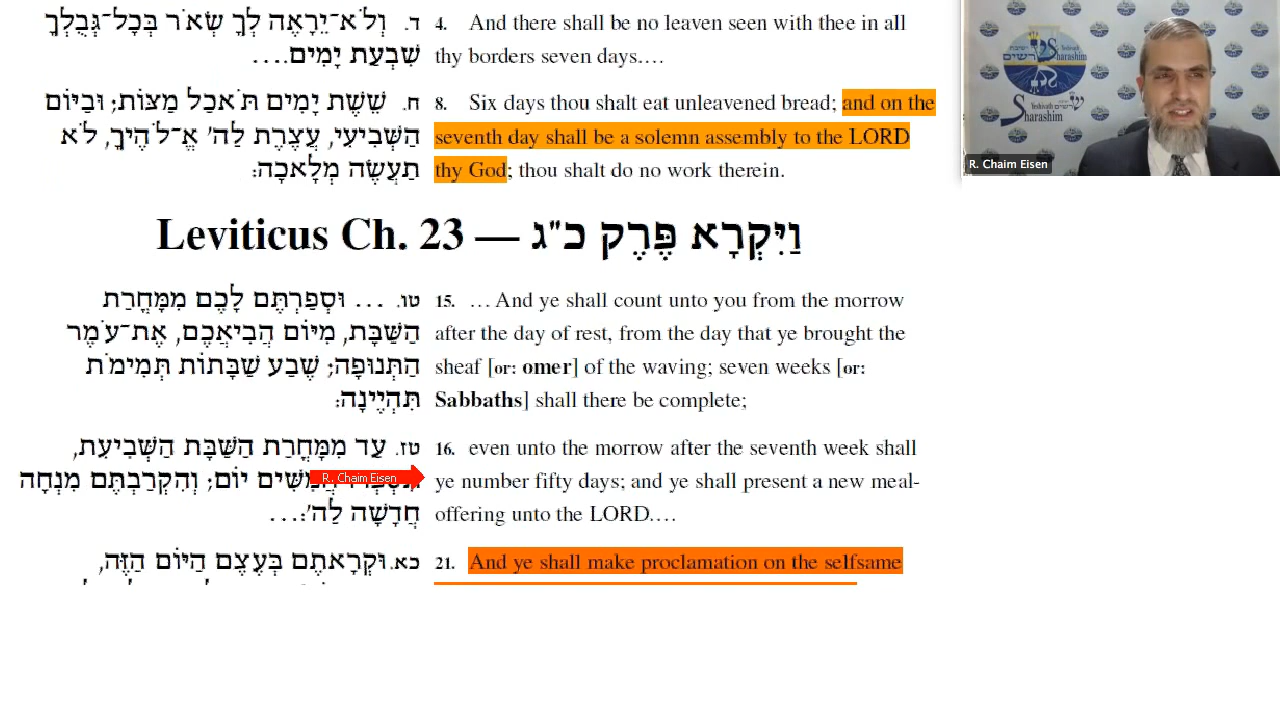 ד. וְלֹא־יֵרָאֶה לְךָ שְׂאֹר בְּכָל־גְּבֻלְךָ
שִׁבְעַת יָמִים....
4. And there shall be no leaven seen with thee in all
thy borders seven days....
ח. שֵׁשֶׁת יָמִים תֹּאכַל מַצּוֹת; וּבַיּוֹם
הַשְּׁבִיעִי, עֲצֶרֶת לַה' אֱ־לֹהֶיךָ, לֹא
תַעֲשֶׂה מְלָאכָה:
8. Six days thou shalt eat unleavened bread; and on the
seventh day shall be a solemn assembly to the LORD
thy God; thou shalt do no work therein.
Leviticus Ch. 23 — וַיִּקְרָא פֶּרֶק כ"ג
טו. ... וּסְפַרְתֶּם לָכֶם מִמָּחֳרַת
הַשַּׁבָּת, מִיּוֹם הֲבִיאֲכֶם, אֶת־עֹמֶר
הַתְּנוּפָה; שֶׁבַע שַׁבָּתוֹת תְּמִימֹת
תִּהְיֶינָה:
15. ... And ye shall count unto you from the morrow
after the day of rest, from the day that ye brought the
sheaf [or: omer] of the waving; seven weeks [or:
Sabbaths] shall there be complete;
טז. עַד מִמָּחֳרַת הַשַּׁבָּת הַשְּׁבִיעִת,
יוֹם; וְהִקְרַבְתֶּם מִנְחָה
חֲדָשָׁה לַה':...
R. Chaim Eisen
16. even unto the morrow after the seventh week shall
ye number fifty days; and ye shall present a new meal-
offering unto the LORD....
כא. וּקְרָאתֶם בְּעֶצֶם הַיּוֹם הַזֶּה,
21. And ye shall make proclamation on the selfsame
Yeshivath
Sharashim
Yeshivath
Sharashim
R. Chaim Eisen